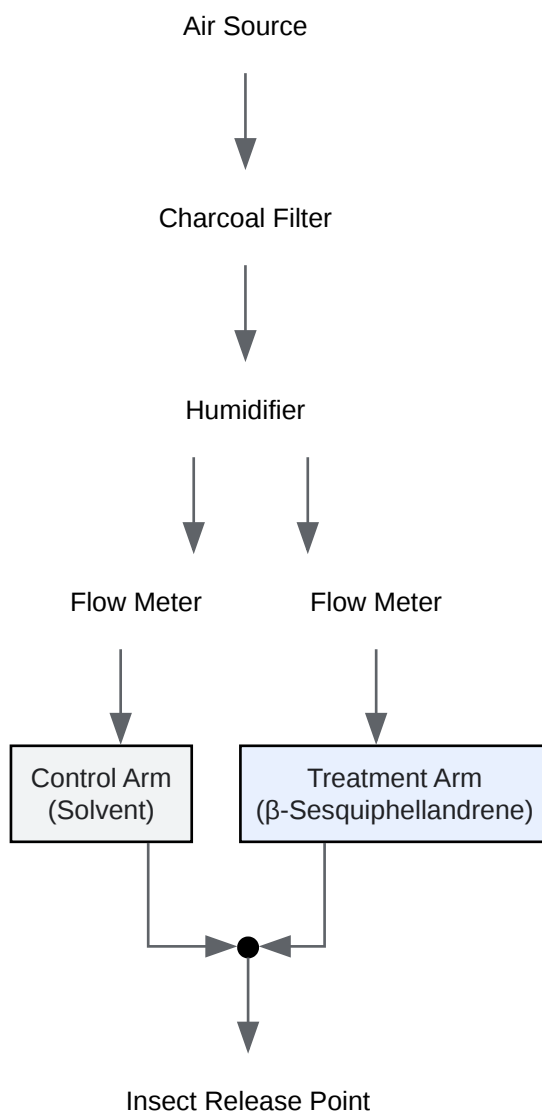 Air Source
Charcoal Filter
Humidifier
Flow Meter
Flow Meter
Control Arm
(Solvent)
Treatment Arm
(β-Sesquiphellandrene)
Insect Release Point